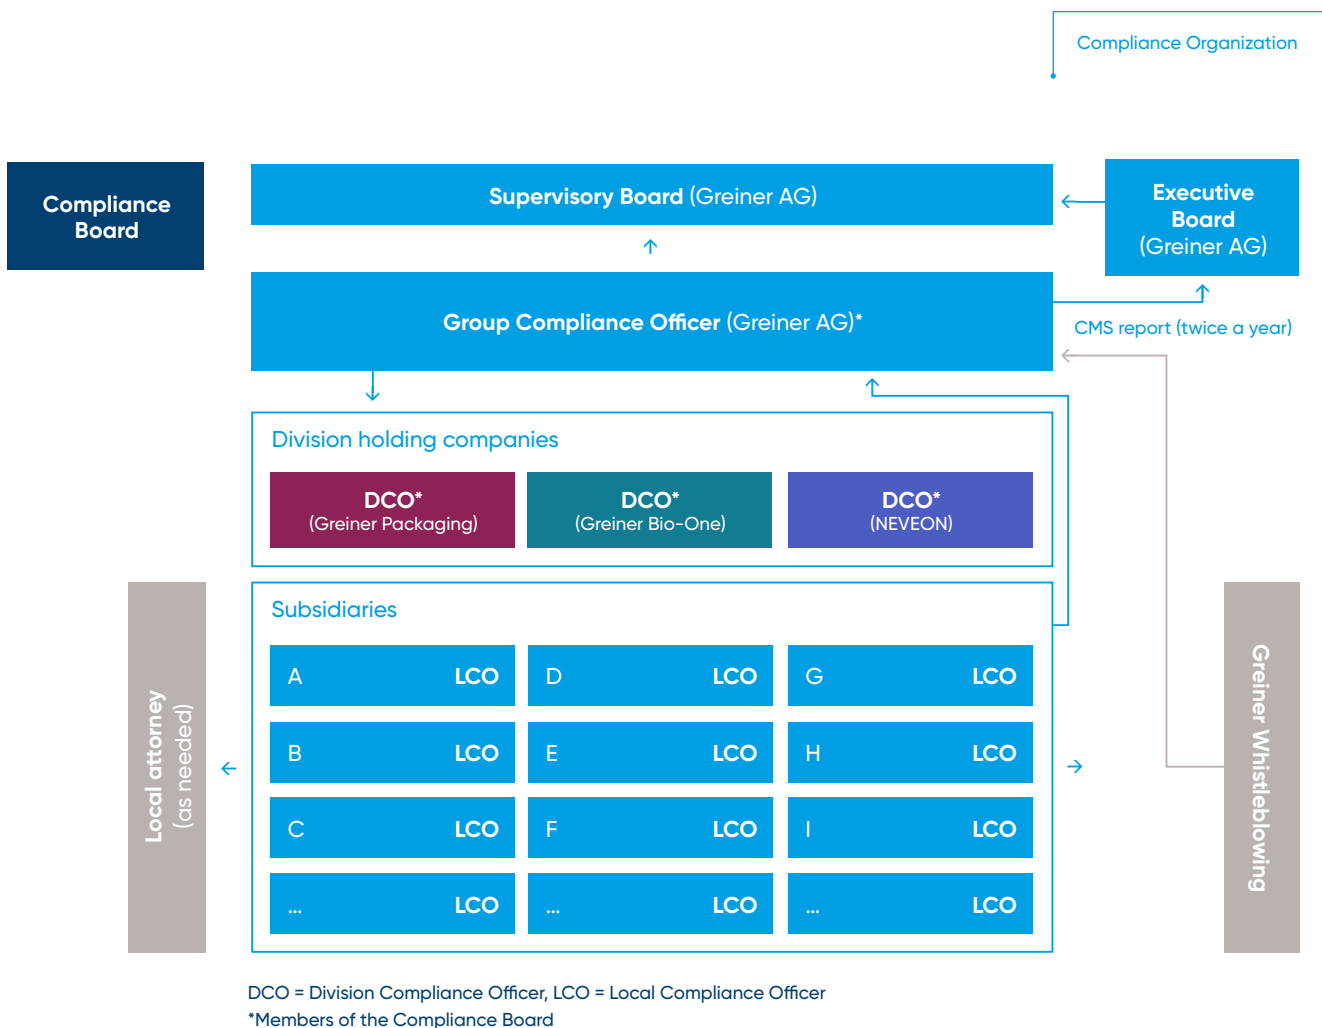 Compliance Organization
Compliance
Board
Supervisory Board (Greiner AG)
Executive
Board
(Greiner AG)
Group Compliance Officer (Greiner AG)*
CMS report (twice a year)
Division holding companies
DCO*
(Greiner Packaging)
DCO*
(Greiner Bio-One)
DCO*
(NEVEON)
Subsidiaries
A LCO
D LCO
G LCO
B LCO
E LCO
H LCO
C LCO
F LCO
I LCO
... LCO
... LCO
... LCO
Local attorney
(as needed)
Greiner Whistleblowing
DCO = Division Compliance Officer, LCO = Local Compliance Officer
*Members of the Compliance Board